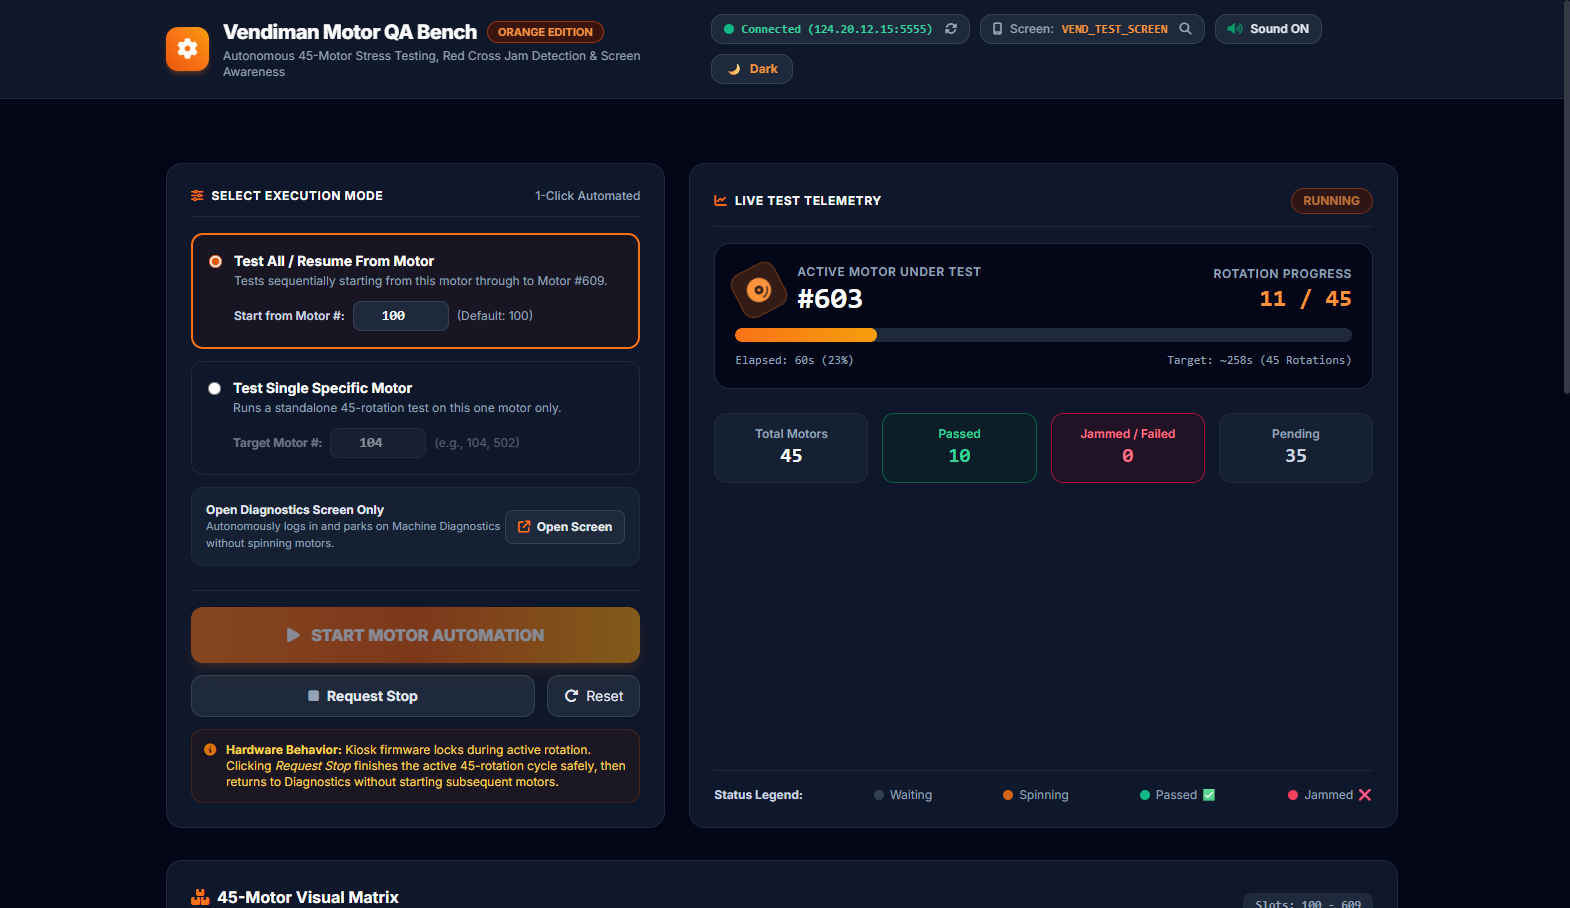 Vendiman Motor QA Bench
ORANGE EDITION
Autonomous 45-Motor Stress Testing, Red Cross Jam Detection & Screen
Awareness
Connected (124.20.12.15:5555)
Screen: VEND_TEST_SCREEN
Sound ON
Dark
SELECT EXECUTION MODE
1-Click Automated
Test All / Resume From Motor
Tests sequentially starting from this motor through to Motor #609.
Start from Motor #: 100 (Default: 100)
Test Single Specific Motor
Runs a standalone 45-rotation test on this one motor only.
Target Motor #: 104 (e.g., 104, 502)
Open Diagnostics Screen Only
Autonomously logs in and parks on Machine Diagnostics
without spinning motors.
Open Screen
START MOTOR AUTOMATION
Request Stop
Reset
Hardware Behavior: Kiosk firmware locks during active rotation.
Clicking Request Stop finishes the active 45-rotation cycle safely, then
returns to Diagnostics without starting subsequent motors.
LIVE TEST TELEMETRY
RUNNING
ACTIVE MOTOR UNDER TEST
#603
ROTATION PROGRESS
11 / 45
Elapsed: 60s (23%)
Target: ~258s (45 Rotations)
Total Motors
45
Passed
10
Jammed / Failed
0
Pending
35
Status Legend:
Waiting
Spinning
Passed ✅
Jammed ❌
45-Motor Visual Matrix
Slots: 100 - 609